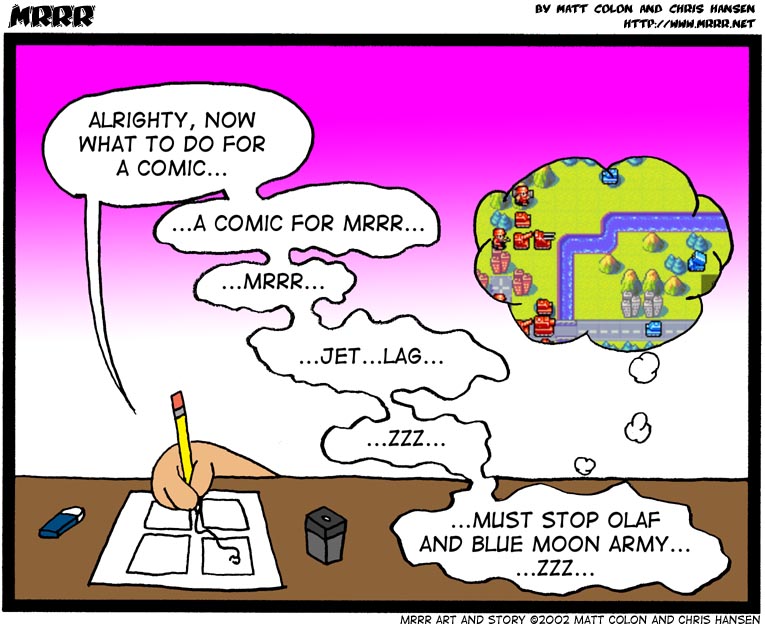 MRRR
BY MATT COLON AND CHRIS HANSEN
HTTP://WWW.MRRR.NET
ALRIGHTY, NOW
WHAT TO DO FOR
A COMIC...
...A COMIC FOR MRRR...
...MRRR...
...JET...LAG...
...ZZZ...
...MUST STOP OLAF
AND BLUE MOON ARMY...
...ZZZ...
MRRR ART AND STORY ©2002 MATT COLON AND CHRIS HANSEN